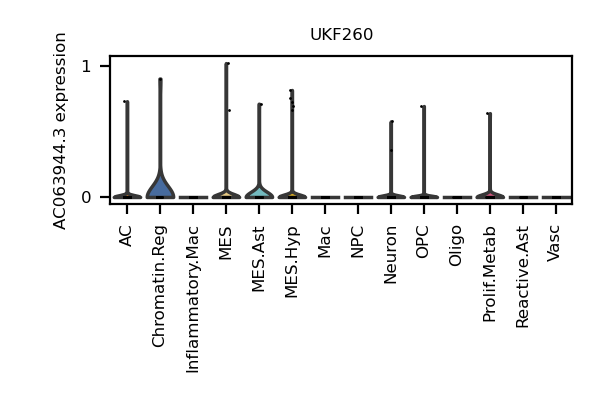 UKF260
AC063944.3 expression
1
0
AC
Chromatin.Reg
Inflammatory.Mac
MES
MES.Ast
MES.Hyp
Mac
NPC
Neuron
OPC
Oligo
Prolif.Metab
Reactive.Ast
Vasc